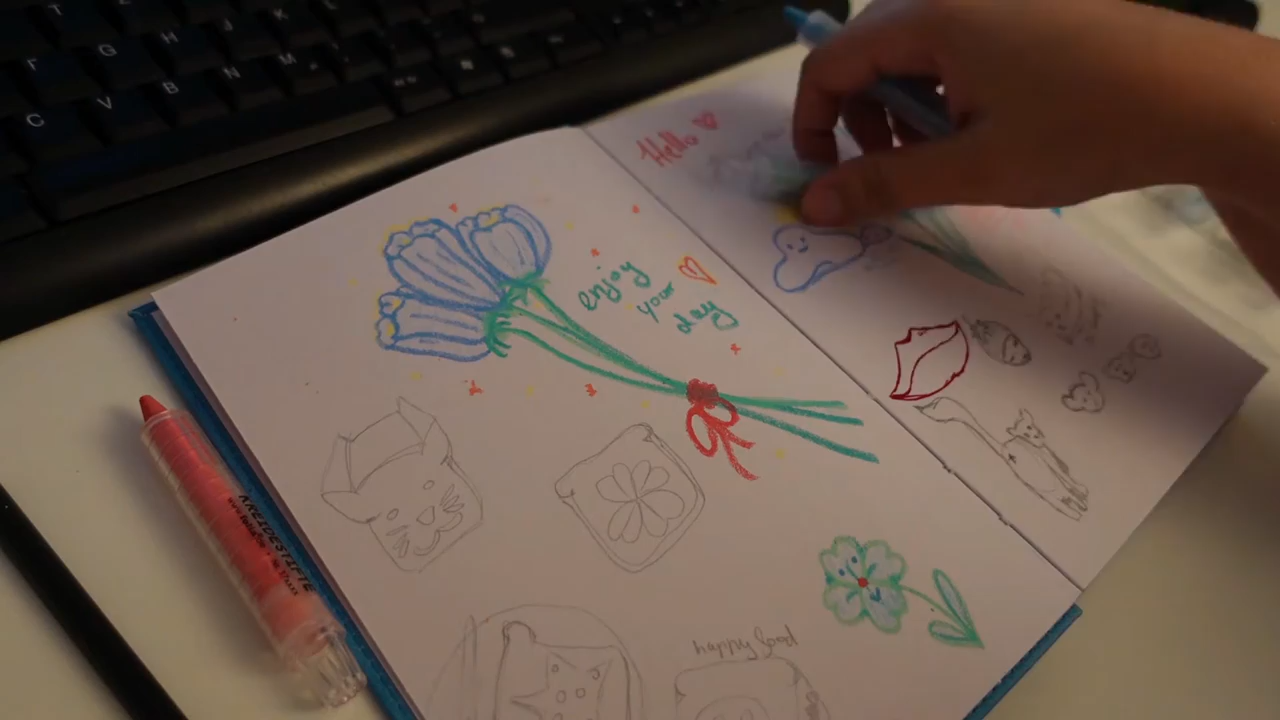 T
Γ G H J K L
C V B N M
Hello
enjoy
your
day
happy food
KREIDESTIFTE